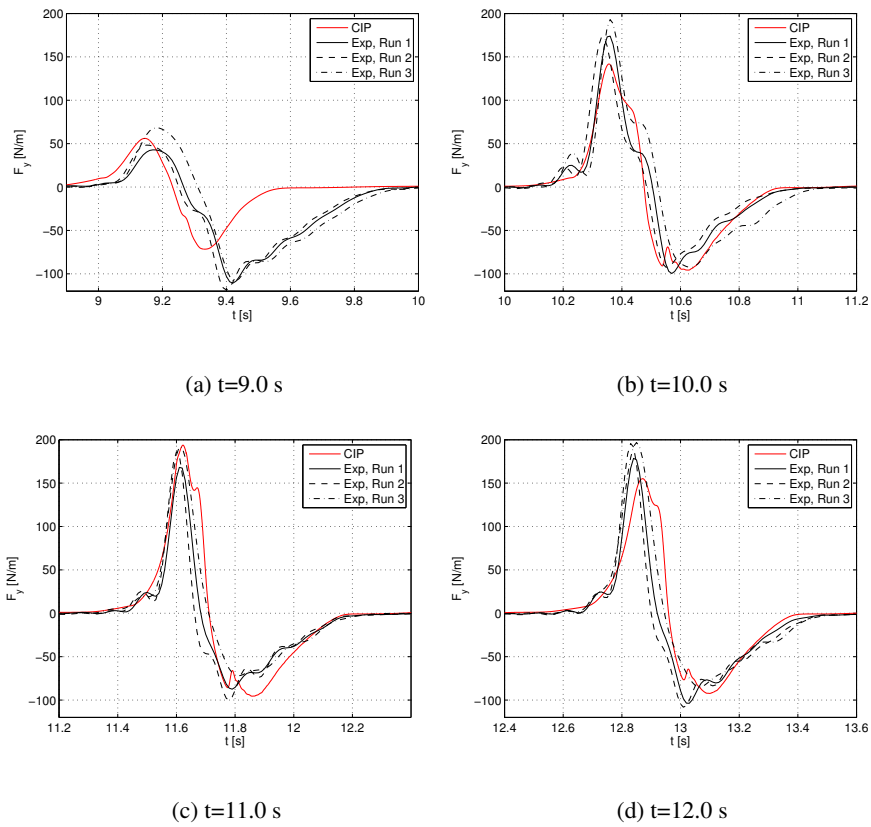 200
150
100
50
0
−50
−100
F_y [N/m]
9 9.2 9.4 9.6 9.8 10
t [s]
CIP
Exp, Run 1
Exp, Run 2
Exp, Run 3
(a) t=9.0 s
200
150
100
50
0
−50
−100
F_y [N/m]
10 10.2 10.4 10.6 10.8 11 11.2
t [s]
CIP
Exp, Run 1
Exp, Run 2
Exp, Run 3
(b) t=10.0 s
200
150
100
50
0
−50
−100
F_y [N/m]
11.2 11.4 11.6 11.8 12 12.2
t [s]
CIP
Exp, Run 1
Exp, Run 2
Exp, Run 3
(c) t=11.0 s
200
150
100
50
0
−50
−100
F_y [N/m]
12.4 12.6 12.8 13 13.2 13.4 13.6
t [s]
CIP
Exp, Run 1
Exp, Run 2
Exp, Run 3
(d) t=12.0 s